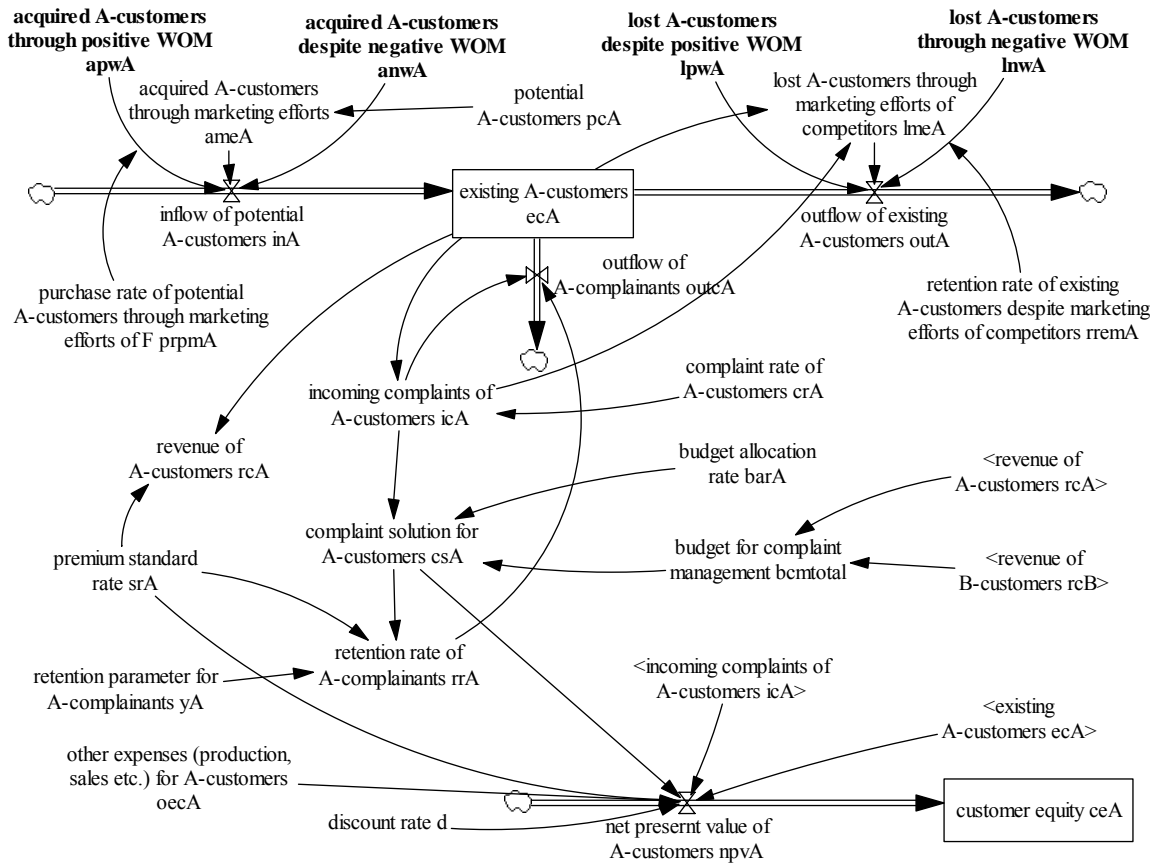 acquired A-customers
through positive WOM
apwA
acquired A-customers
despite negative WOM
anwA
lost A-customers
despite positive WOM
lpwA
lost A-customers
through negative WOM
lnwA
acquired A-customers
through marketing efforts
ameA
potential
A-customers pcA
lost A-customers through
marketing efforts of
competitors lmeA
existing A-customers
ecA
inflow of potential
A-customers inA
outflow of existing
A-customers outA
outflow of
A-complainants outcA
purchase rate of potential
A-customers through marketing
efforts of F prpmA
retention rate of existing
A-customers despite marketing
efforts of competitors rremA
incoming complaints of
A-customers icA
complaint rate of
A-customers crA
revenue of
A-customers rcA
budget allocation
rate barA
<revenue of
A-customers rcA>
complaint solution for
A-customers csA
budget for complaint
management bcmtotal
premium standard
rate srA
<revenue of
B-customers rcB>
retention rate of
A-complainants rrA
retention parameter for
A-complainants yA
<incoming complaints of
A-customers icA>
<existing
A-customers ecA>
other expenses (production,
sales etc.) for A-customers
oecA
discount rate d
net presernt value of
A-customers npvA
customer equity ceA